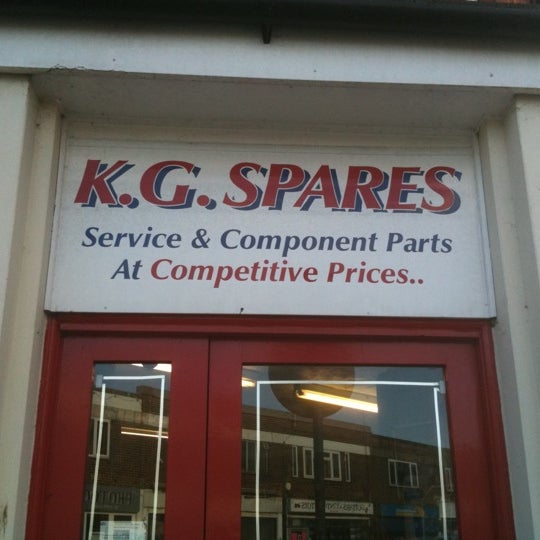 K.G. SPARES
Service & Component Parts
At Competitive Prices..